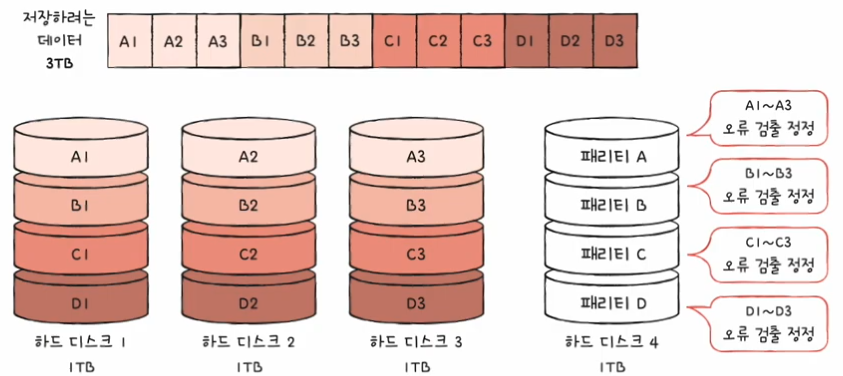 저장하려는
데이터
3TB
A1 A2 A3 B1 B2 B3 C1 C2 C3 D1 D2 D3
A1 A2 A3 패리티 A
B1 B2 B3 패리티 B
C1 C2 C3 패리티 C
D1 D2 D3 패리티 D
A1~A3
오류 검출 정정
B1~B3
오류 검출 정정
C1~C3
오류 검출 정정
D1~D3
오류 검출 정정
하드 디스크 1 하드 디스크 2 하드 디스크 3 하드 디스크 4
1TB 1TB 1TB 1TB